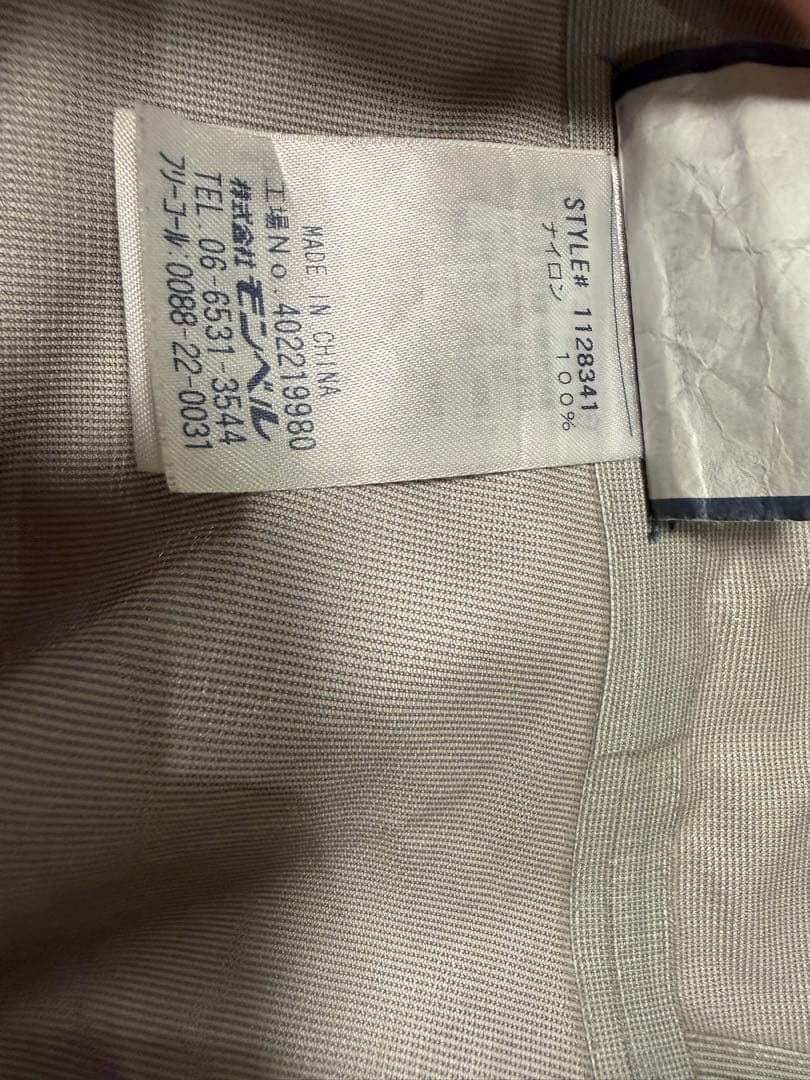 STYLE# 1128341
ナイロン 100%
MADE IN CHINA
工場No. 4022219980
株式会社モンベル
TEL. 06-6531-3544
フリーコール:0088-22-0031